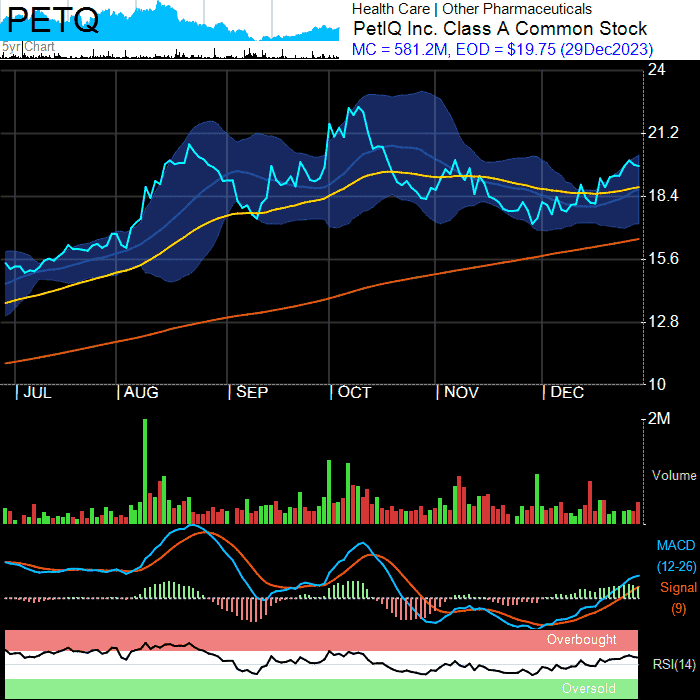 PETQ
Health Care | Other Pharmaceuticals
PetIQ Inc. Class A Common Stock
MC = 581.2M, EOD = $19.75 (29Dec2023)
5yr Chart
24
21.2
18.4
15.6
12.8
10
JUL
AUG
SEP
OCT
NOV
DEC
2M
Volume
MACD
(12-26)
Signal
(9)
Overbought
RSI(14)
Oversold